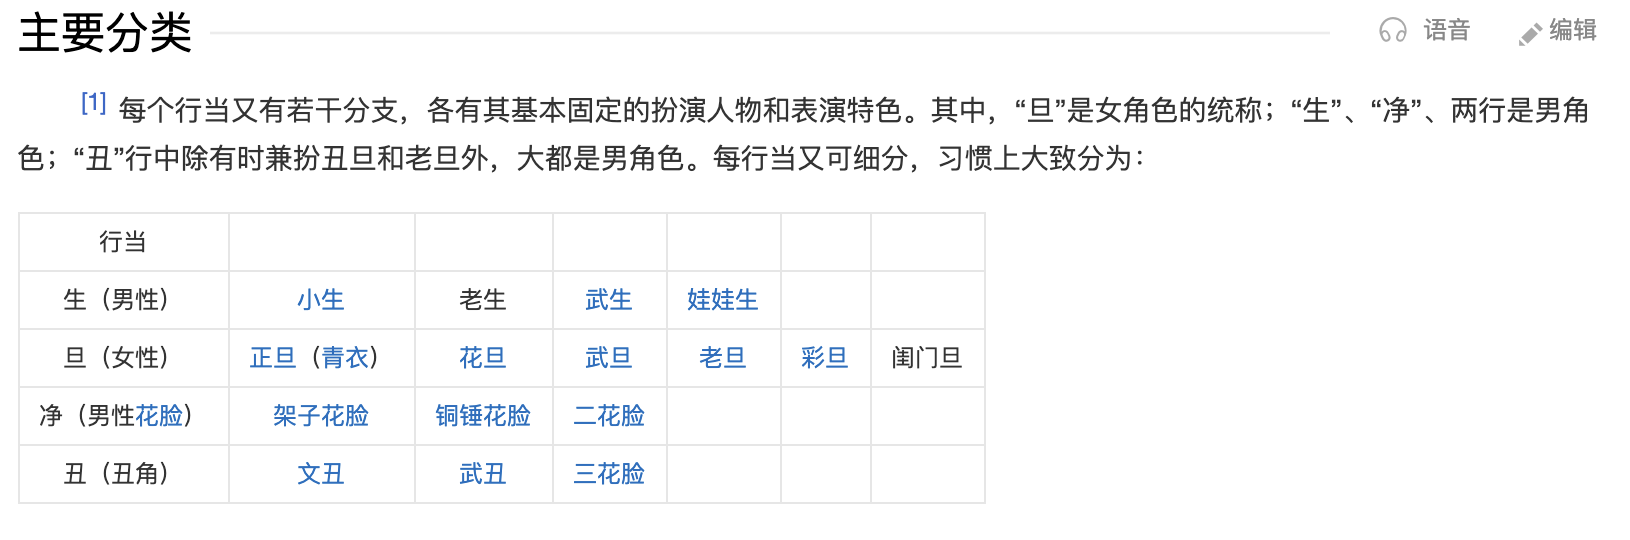 主要分类
语音 编辑
[1] 每个行当又有若干分支，各有其基本固定的扮演人物和表演特色。其中，“旦”是女角色的统称；“生”、“净”、两行是男角
色；“丑”行中除有时兼扮丑旦和老旦外，大都是男角色。每行当又可细分，习惯上大致分为：
行当
生（男性） 小生 老生 武生 娃娃生
旦（女性） 正旦（青衣） 花旦 武旦 老旦 彩旦 闺门旦
净（男性花脸） 架子花脸 铜锤花脸 二花脸
丑（丑角） 文丑 武丑 三花脸